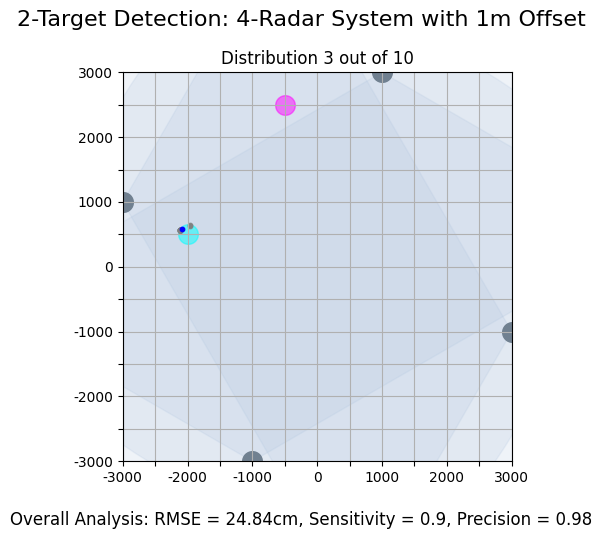 2-Target Detection: 4-Radar System with 1m Offset
Distribution 3 out of 10
3000
2000
1000
0
-1000
-2000
-3000
-3000 -2000 -1000 0 1000 2000 3000
Overall Analysis: RMSE = 24.84cm, Sensitivity = 0.9, Precision = 0.98